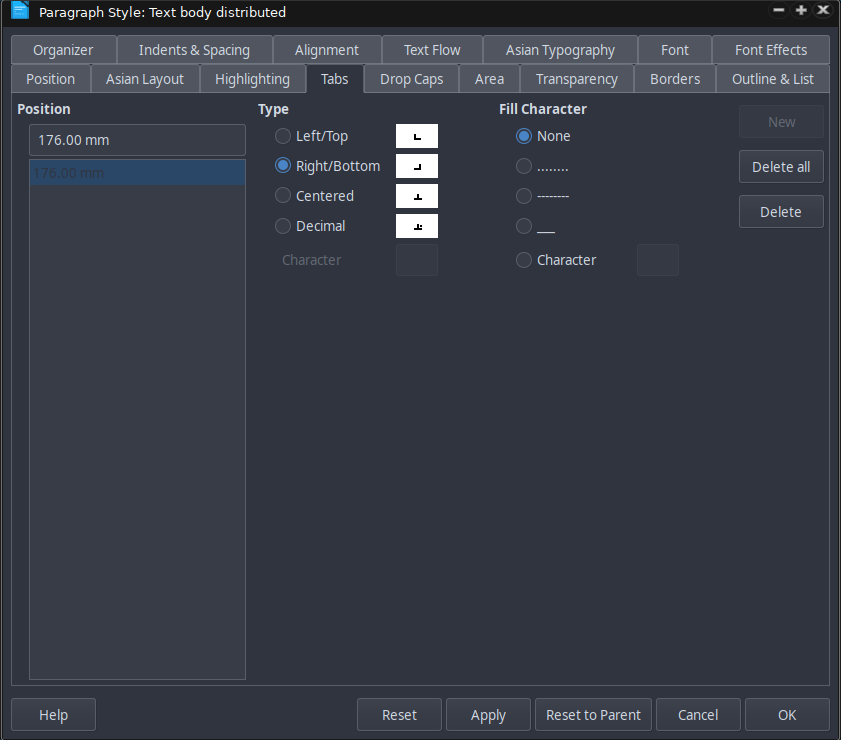 Paragraph Style: Text body distributed
Organizer Indents & Spacing Alignment Text Flow Asian Typography Font Font Effects
Position Asian Layout Highlighting Tabs Drop Caps Area Transparency Borders Outline & List
Position Type Fill Character
176.00 mm Left/Top None New
176.00 mm Right/Bottom ........ Delete all
Centered --------
Decimal ___ Delete
Character Character
Help Reset Apply Reset to Parent Cancel OK